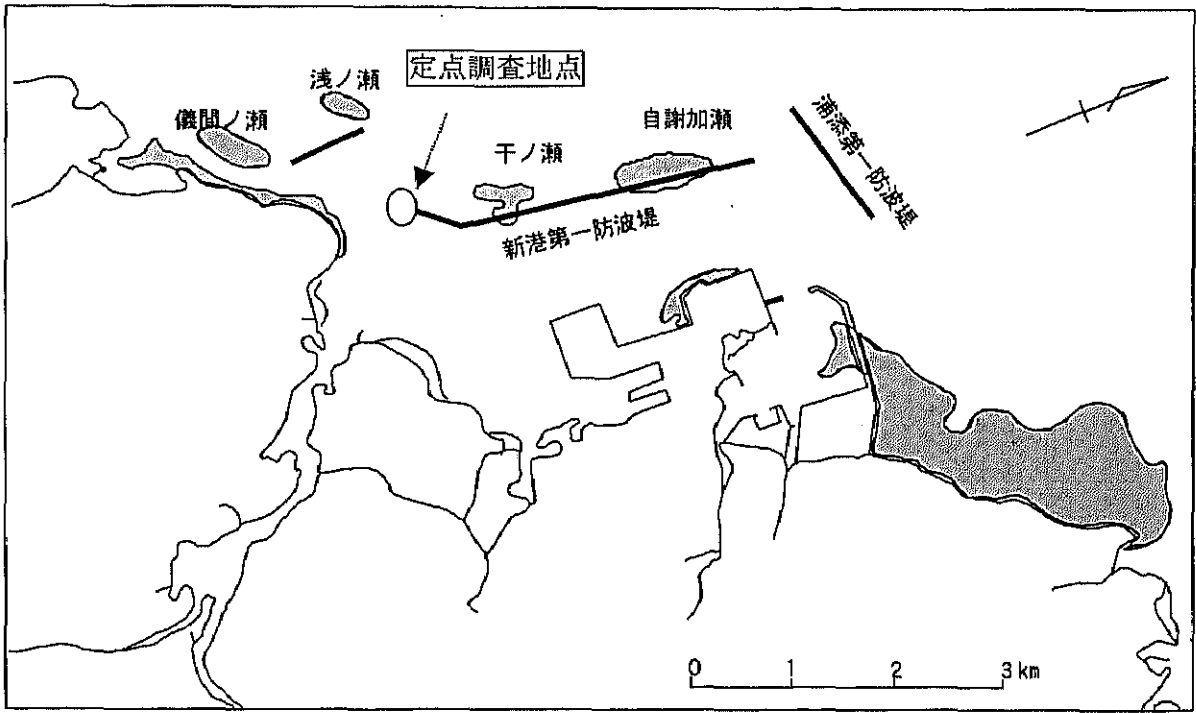 定点調査地点
浅ノ瀬
儀間ノ瀬
干ノ瀬
自謝加瀬
浦添第一防波堤
新港第一防波堤
0 1 2 3 km